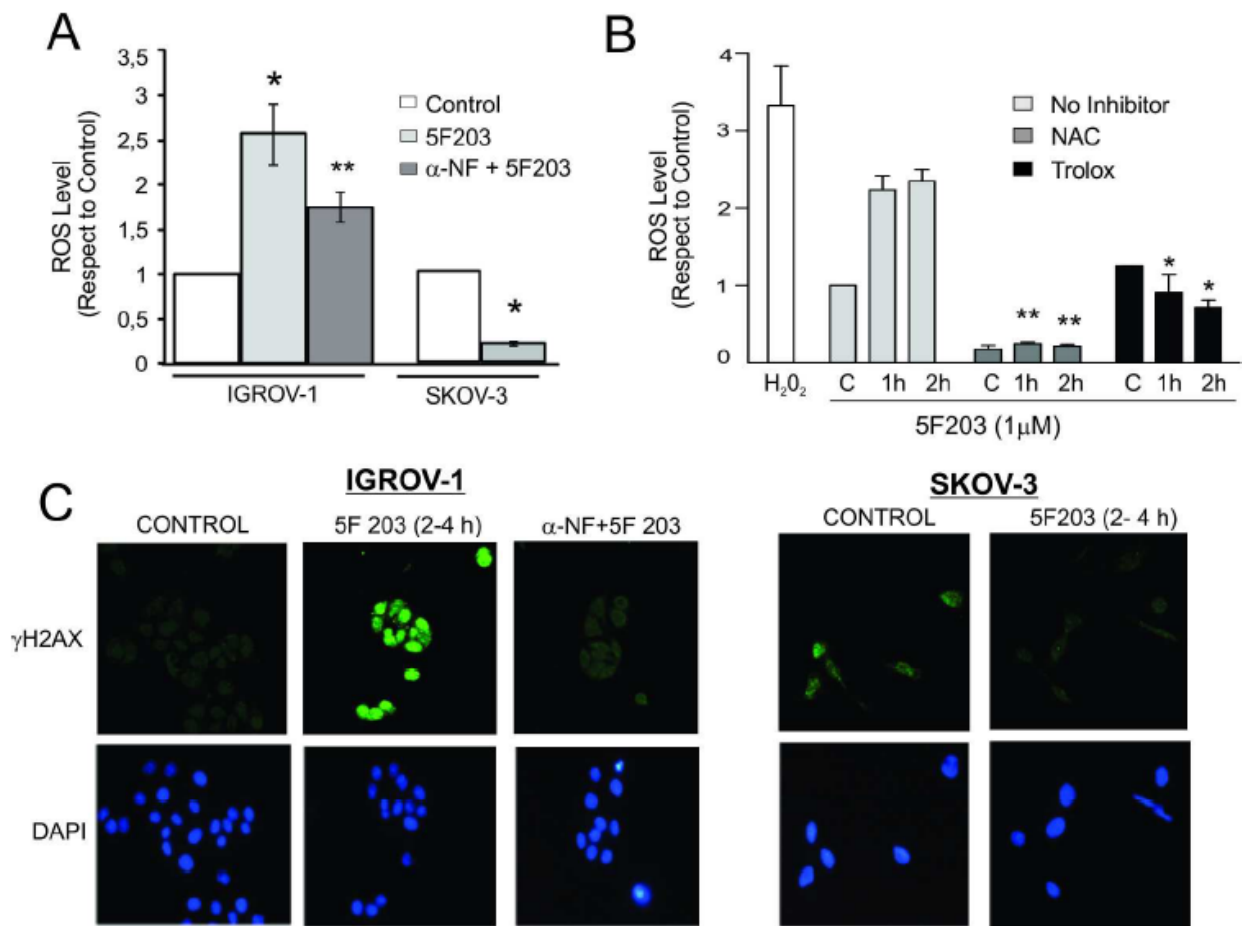 A
B
ROS Level
(Respect to Control)
3,5
3
2,5
2
1,5
1
0,5
0
*
**
*
Control
5F203
α-NF + 5F203
IGROV-1
SKOV-3
ROS Level
(Respect to Control)
4
3
2
1
0
No Inhibitor
NAC
Trolox
** **
* *
H₂0₂ C 1h 2h C 1h 2h C 1h 2h
5F203 (1μM)
C
IGROV-1
SKOV-3
CONTROL 5F 203 (2-4 h) α-NF+5F 203 CONTROL 5F203 (2- 4 h)
γH2AX
DAPI